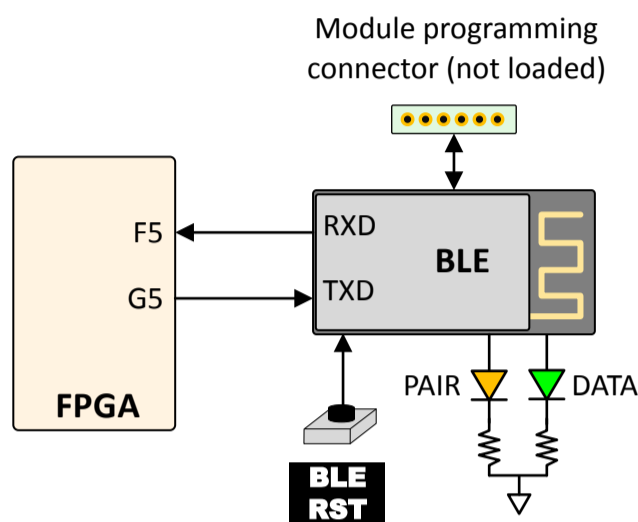 Module programming
connector (not loaded)
F5
RXD
BLE
G5
TXD
FPGA
PAIR
DATA
BLE
RST